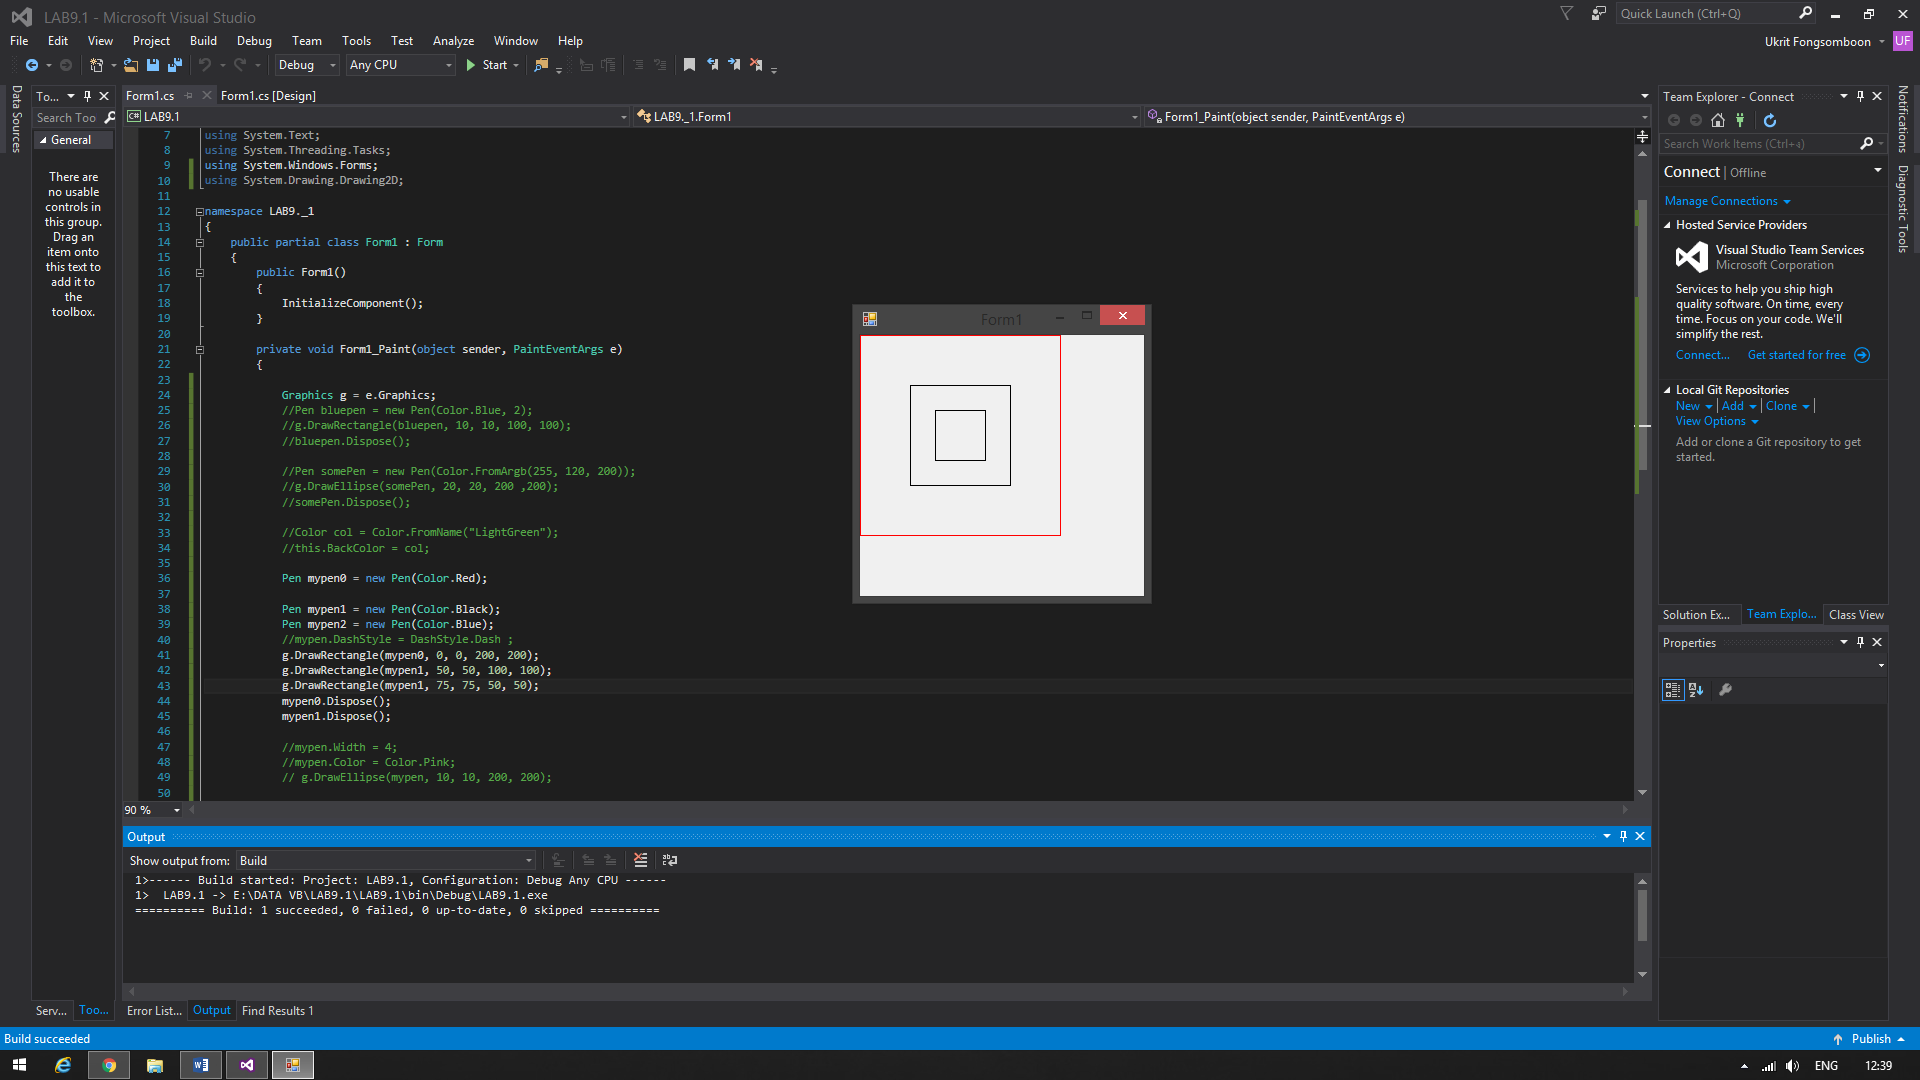 LAB9.1 - Microsoft Visual Studio
Quick Launch (Ctrl+Q)
File Edit View Project Build Debug Team Tools Test Analyze Window Help
Ukrit Fongsomboon UF
Debug Any CPU Start
Data Sources
To...
Search Too
General
There are
no usable
controls in
this group.
Drag an
item onto
this text to
add it to
the
toolbox.
Form1.cs Form1.cs [Design]
C# LAB9.1 LAB9._1.Form1 Form1_Paint(object sender, PaintEventArgs e)
7 using System.Text;
8 using System.Threading.Tasks;
9 using System.Windows.Forms;
10 using System.Drawing.Drawing2D;
11
12 namespace LAB9._1
13 {
14 public partial class Form1 : Form
15 {
16 public Form1()
17 {
18 InitializeComponent();
19 }
20
21 private void Form1_Paint(object sender, PaintEventArgs e)
22 {
23
24 Graphics g = e.Graphics;
25 //Pen bluepen = new Pen(Color.Blue, 2);
26 //g.DrawRectangle(bluepen, 10, 10, 100, 100);
27 //bluepen.Dispose();
28
29 //Pen somePen = new Pen(Color.FromArgb(255, 120, 200));
30 //g.DrawEllipse(somePen, 20, 20, 200 ,200);
31 //somePen.Dispose();
32
33 //Color col = Color.FromName("LightGreen");
34 //this.BackColor = col;
35
36 Pen mypen0 = new Pen(Color.Red);
37
38 Pen mypen1 = new Pen(Color.Black);
39 Pen mypen2 = new Pen(Color.Blue);
40 //mypen.DashStyle = DashStyle.Dash ;
41 g.DrawRectangle(mypen0, 0, 0, 200, 200);
42 g.DrawRectangle(mypen1, 50, 50, 100, 100);
43 g.DrawRectangle(mypen1, 75, 75, 50, 50);
44 mypen0.Dispose();
45 mypen1.Dispose();
46
47 //mypen.Width = 4;
48 //mypen.Color = Color.Pink;
49 // g.DrawEllipse(mypen, 10, 10, 200, 200);
50
90 %
Form1
Output
Show output from: Build
1>------ Build started: Project: LAB9.1, Configuration: Debug Any CPU ------
1> LAB9.1 -> E:\DATA VB\LAB9.1\LAB9.1\bin\Debug\LAB9.1.exe
========== Build: 1 succeeded, 0 failed, 0 up-to-date, 0 skipped ==========
Serv... Too... Error List... Output Find Results 1
Team Explorer - Connect
Search Work Items (Ctrl+;)
Connect | Offline
Manage Connections
Hosted Service Providers
Visual Studio Team Services
Microsoft Corporation
Services to help you ship high
quality software. On time, every
time. Focus on your code. We'll
simplify the rest.
Connect... Get started for free
Local Git Repositories
New | Add | Clone |
View Options
Add or clone a Git repository to get
started.
Solution Ex... Team Explo... Class View
Properties
Notifications
Diagnostic Tools
Build succeeded
Publish
ENG 12:39